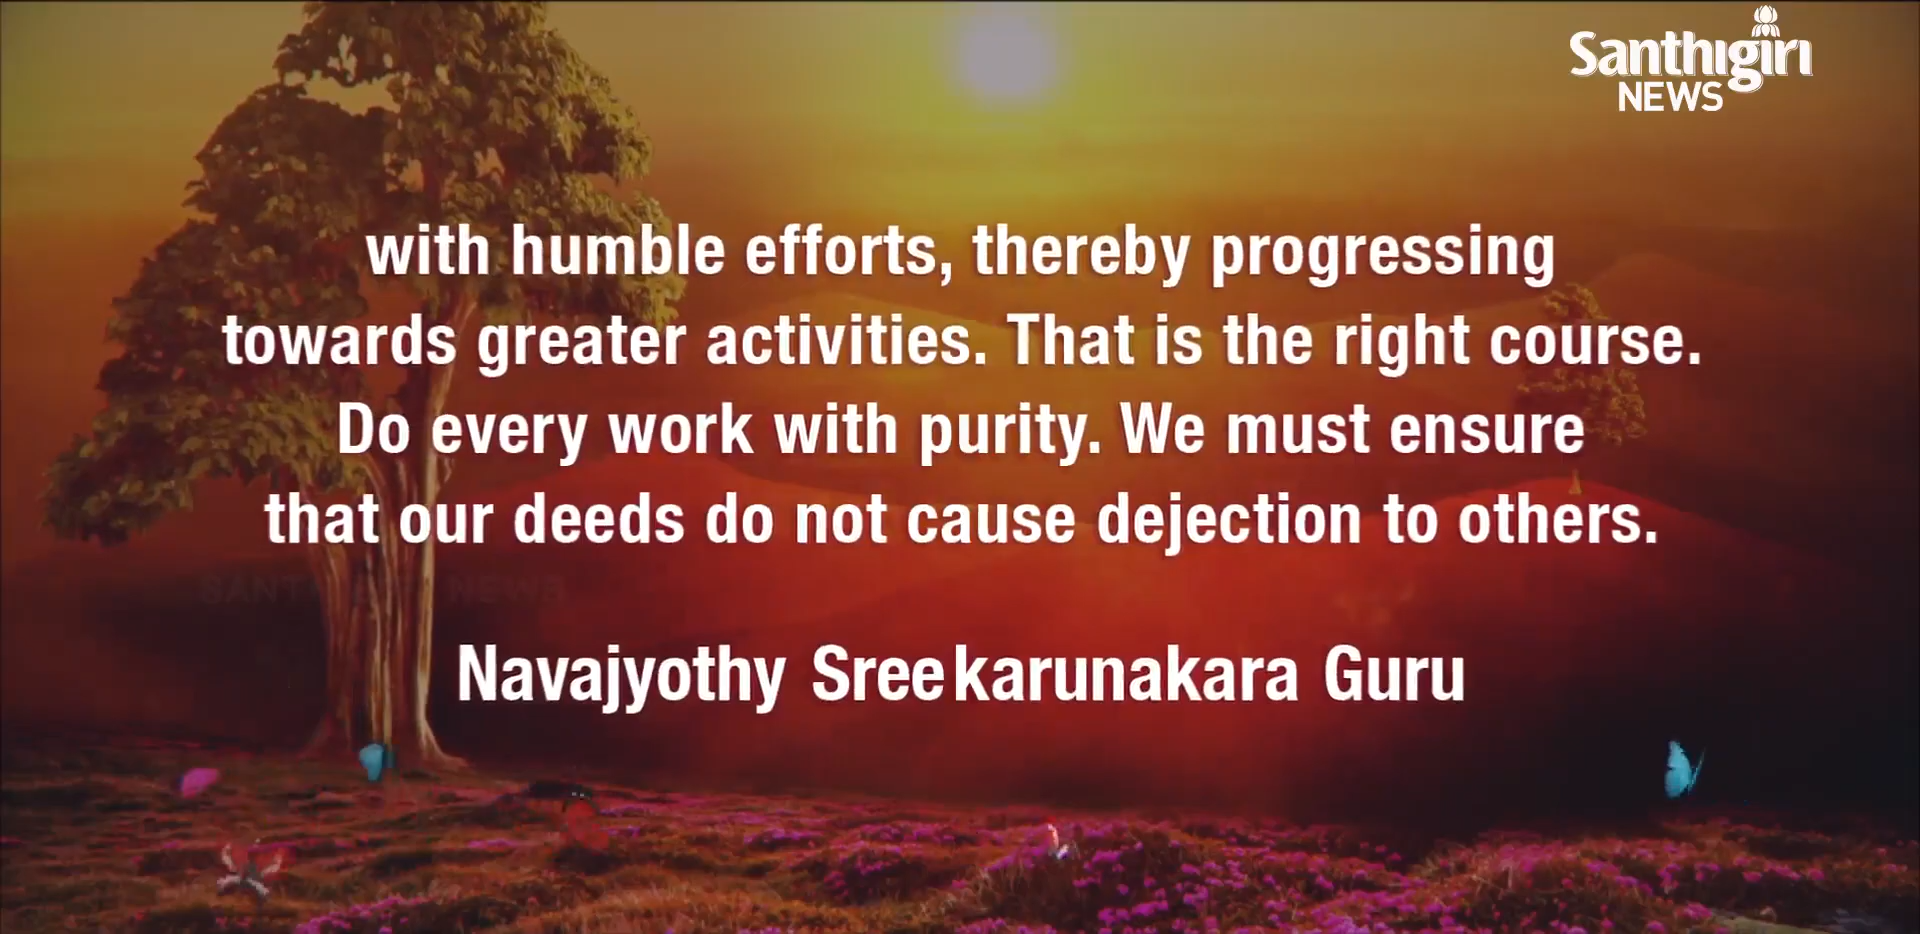 Santhigiri
NEWS
with humble efforts, thereby progressing
towards greater activities. That is the right course.
Do every work with purity. We must ensure
that our deeds do not cause dejection to others.
NEWS
Navajyothy Sreekarunakara Guru